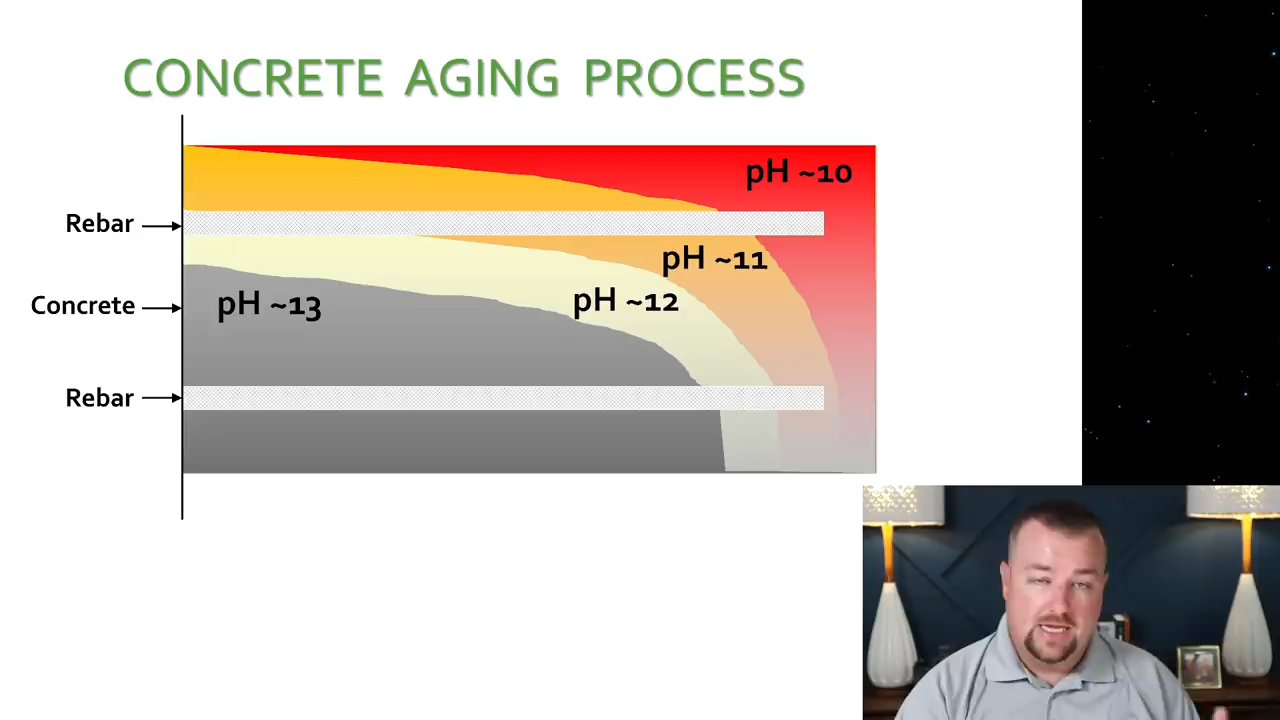 CONCRETE AGING PROCESS
pH ~10
Rebar
pH ~11
pH ~12
Concrete
pH ~13
Rebar